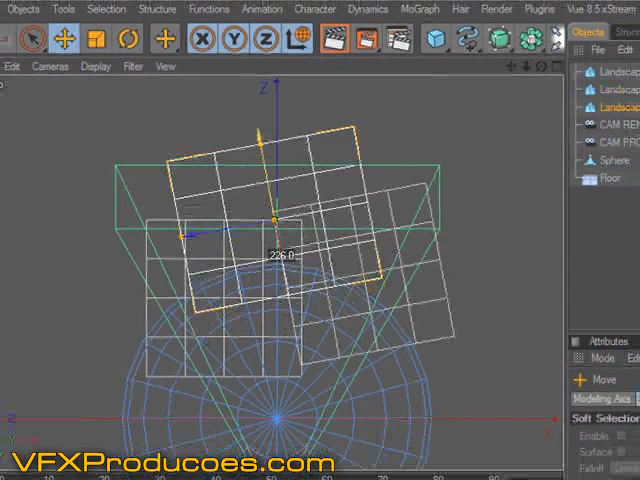 Objects Tools Selection Structure Functions Animation Character Dynamics MoGraph Hair Render Plugins Vue 8.5 xStream
X Y Z
Objects
Edit Cameras Display Filter View
File Edit
Landscap
Landscap
Landscap
CAM REN
CAM PRO
Sphere
Floor
Z
226.0
Attributes
Mode Edi
Move
Modeling Axis
Soft Selection
Enable
Surface
Falloff
VFXProducoes.com